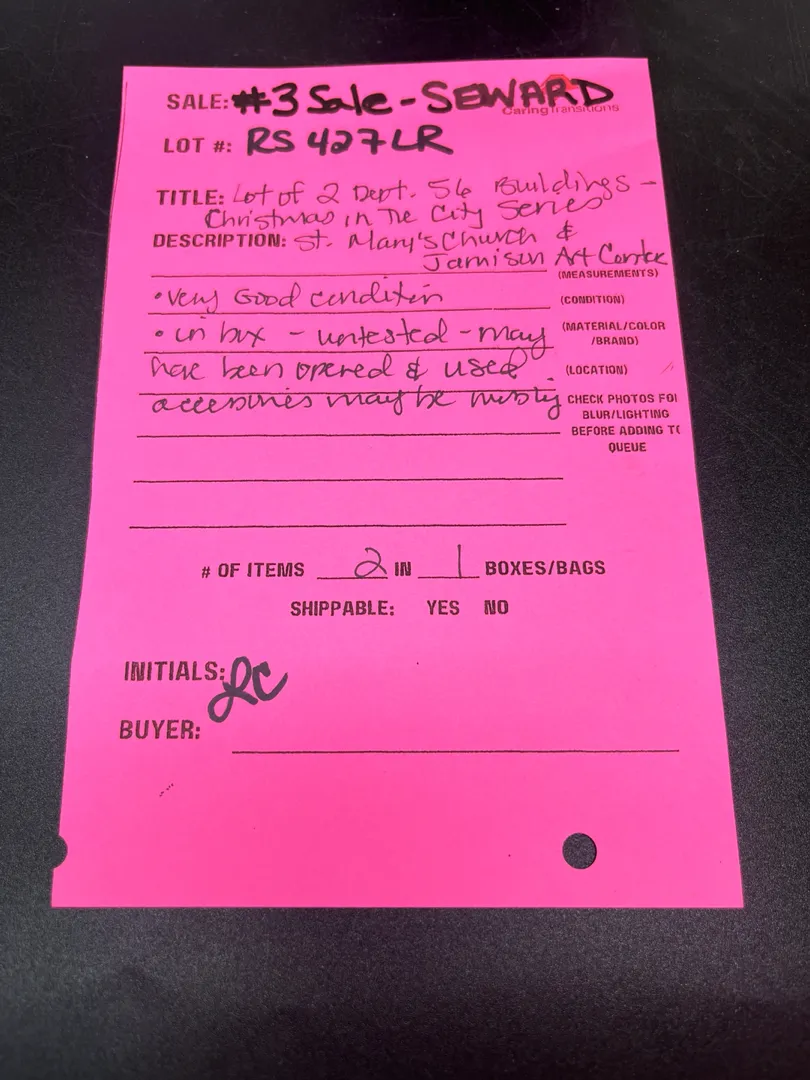 SALE: #3 Sale - SEWARD
Caring Transitions
LOT #: RS 427LR
TITLE: Lot of 2 Dept. 56 Buildings -
Christmas in The City Series
DESCRIPTION: St. Mary's Church &
Jamison Art Center
(MEASUREMENTS)
• Very Good condition (CONDITION)
• in box - untested - may (MATERIAL/COLOR
/BRAND)
have been opened & used (LOCATION)
accessories may be missing CHECK PHOTOS FOR
BLUR/LIGHTING
BEFORE ADDING TO
QUEUE
# OF ITEMS 2 IN 1 BOXES/BAGS
SHIPPABLE: YES NO
INITIALS: RC
BUYER: